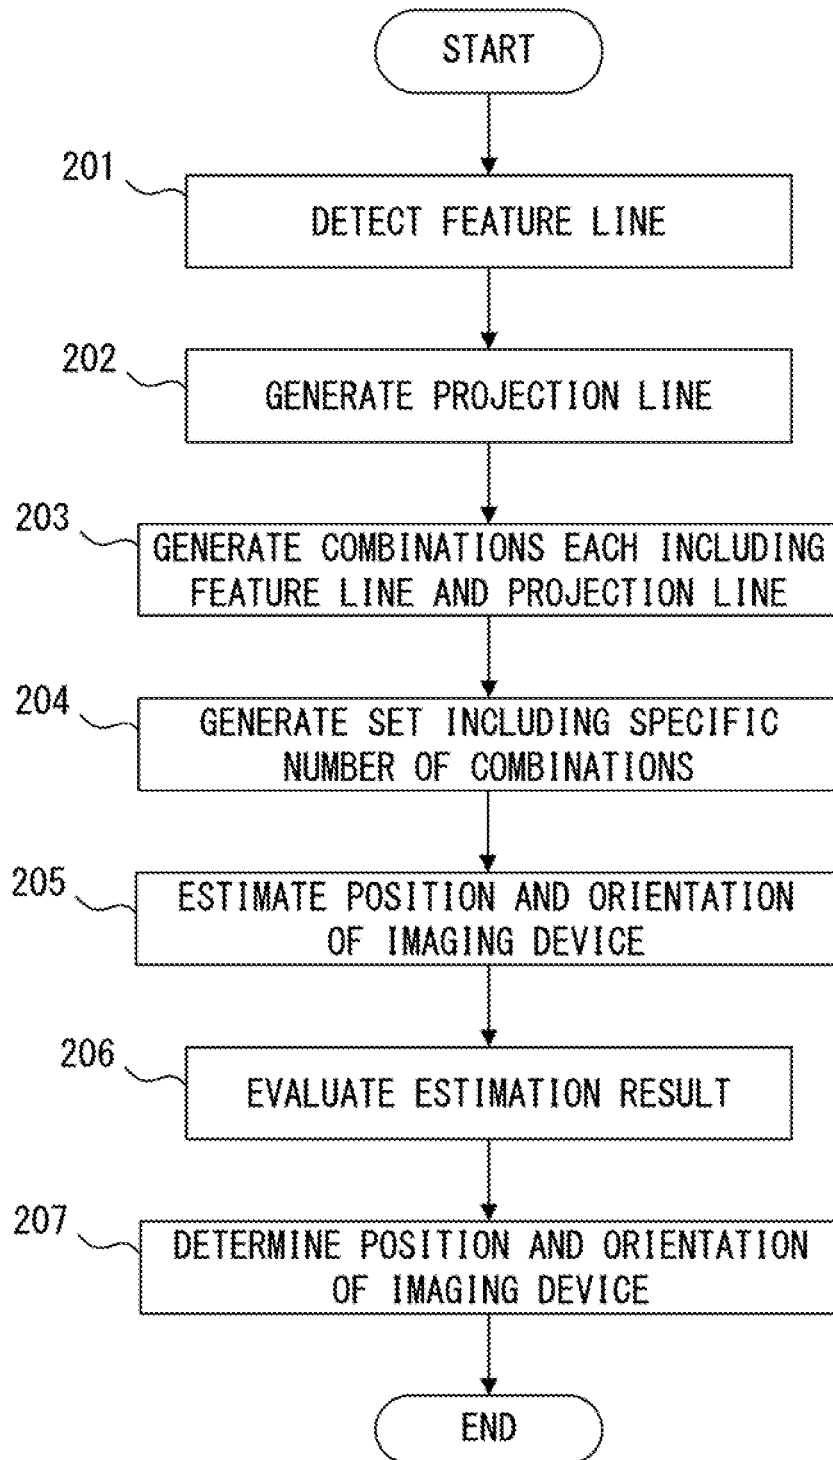 START
201
DETECT FEATURE LINE
202
GENERATE PROJECTION LINE
203
GENERATE COMBINATIONS EACH INCLUDING
FEATURE LINE AND PROJECTION LINE
204
GENERATE SET INCLUDING SPECIFIC
NUMBER OF COMBINATIONS
205
ESTIMATE POSITION AND ORIENTATION
OF IMAGING DEVICE
206
EVALUATE ESTIMATION RESULT
207
DETERMINE POSITION AND ORIENTATION
OF IMAGING DEVICE
END